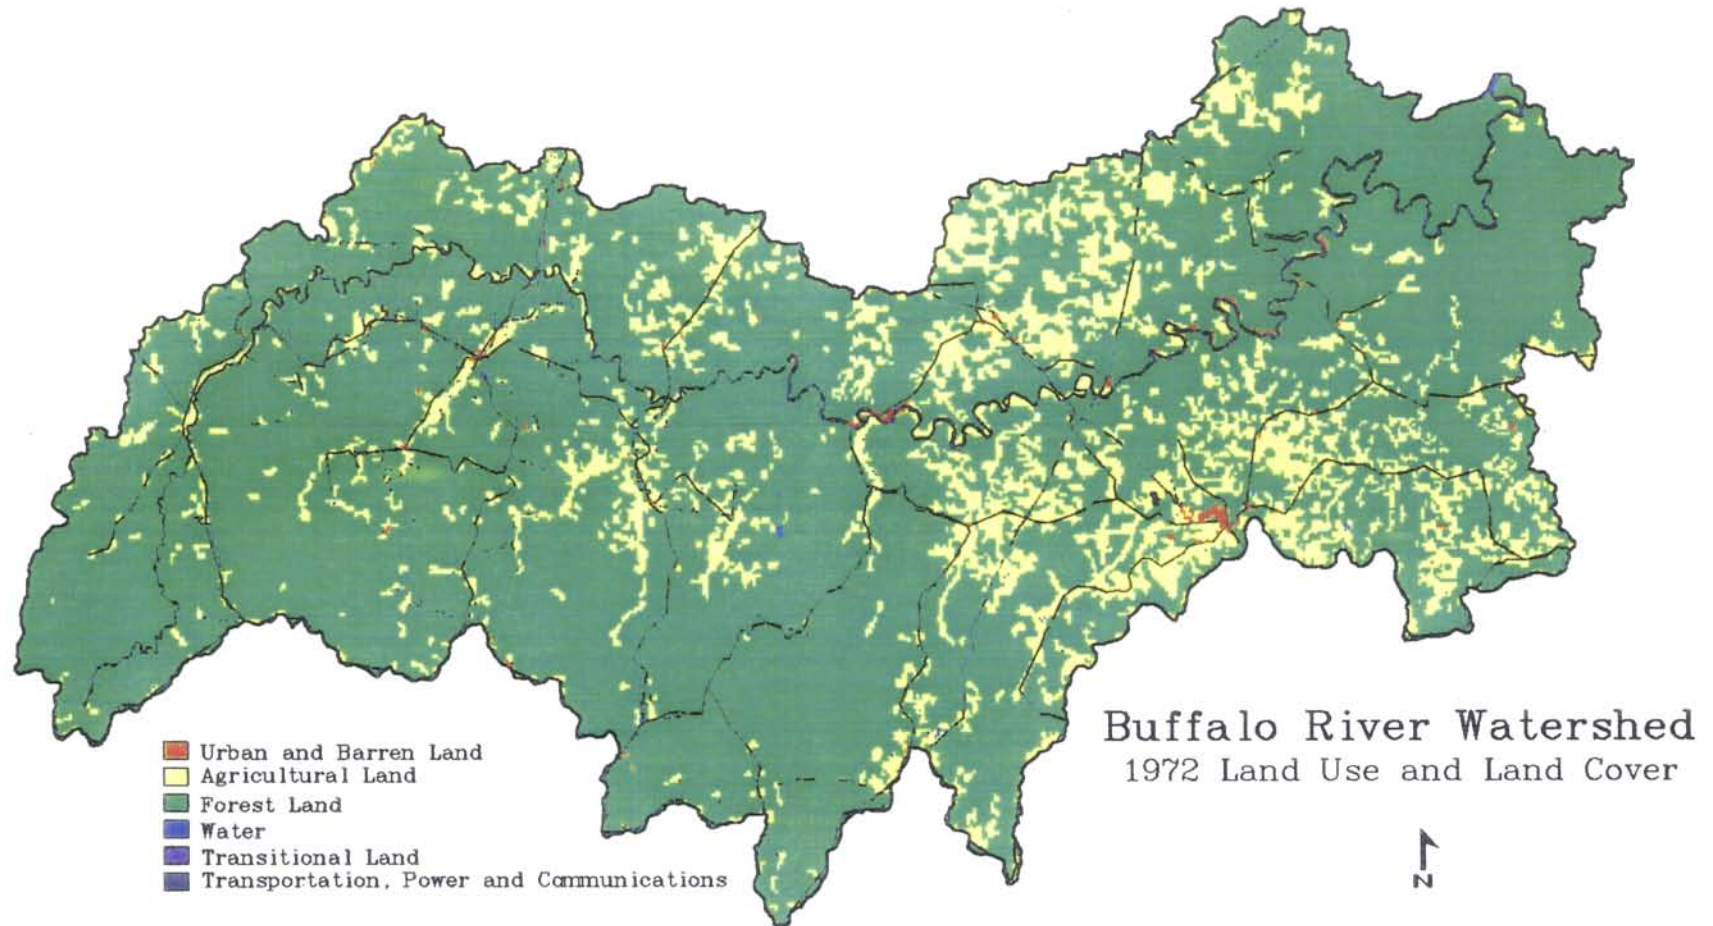 Buffalo River Watershed
1972 Land Use and Land Cover
Urban and Barren Land
Agricultural Land
Forest Land
Water
Transitional Land
Transportation, Power and Communications
N